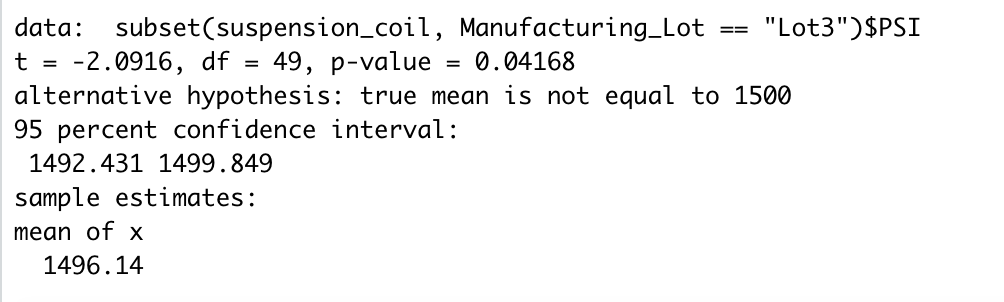 data:  subset(suspension_coil, Manufacturing_Lot == "Lot3")$PSI
t = -2.0916, df = 49, p-value = 0.04168
alternative hypothesis: true mean is not equal to 1500
95 percent confidence interval:
 1492.431 1499.849
sample estimates:
mean of x
  1496.14